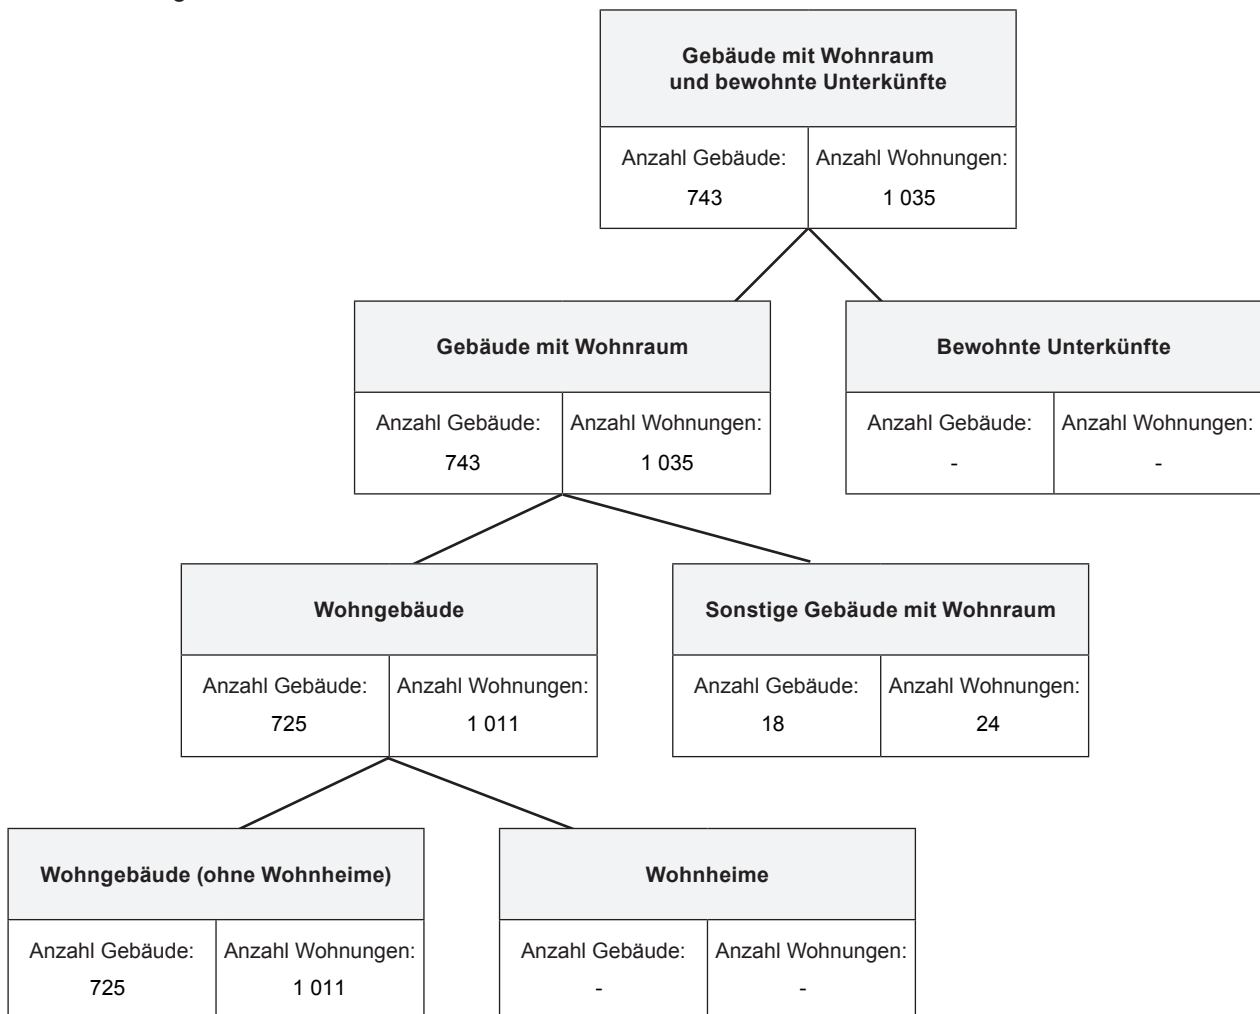 Gebäude mit Wohnraum
und bewohnte Unterkünfte
Anzahl Gebäude: Anzahl Wohnungen:
743 1 035
Gebäude mit Wohnraum Bewohnte Unterkünfte
Anzahl Gebäude: Anzahl Wohnungen: Anzahl Gebäude: Anzahl Wohnungen:
743 1 035 - -
Wohngebäude Sonstige Gebäude mit Wohnraum
Anzahl Gebäude: Anzahl Wohnungen: Anzahl Gebäude: Anzahl Wohnungen:
725 1 011 18 24
Wohngebäude (ohne Wohnheime) Wohnheime
Anzahl Gebäude: Anzahl Wohnungen: Anzahl Gebäude: Anzahl Wohnungen:
725 1 011 - -